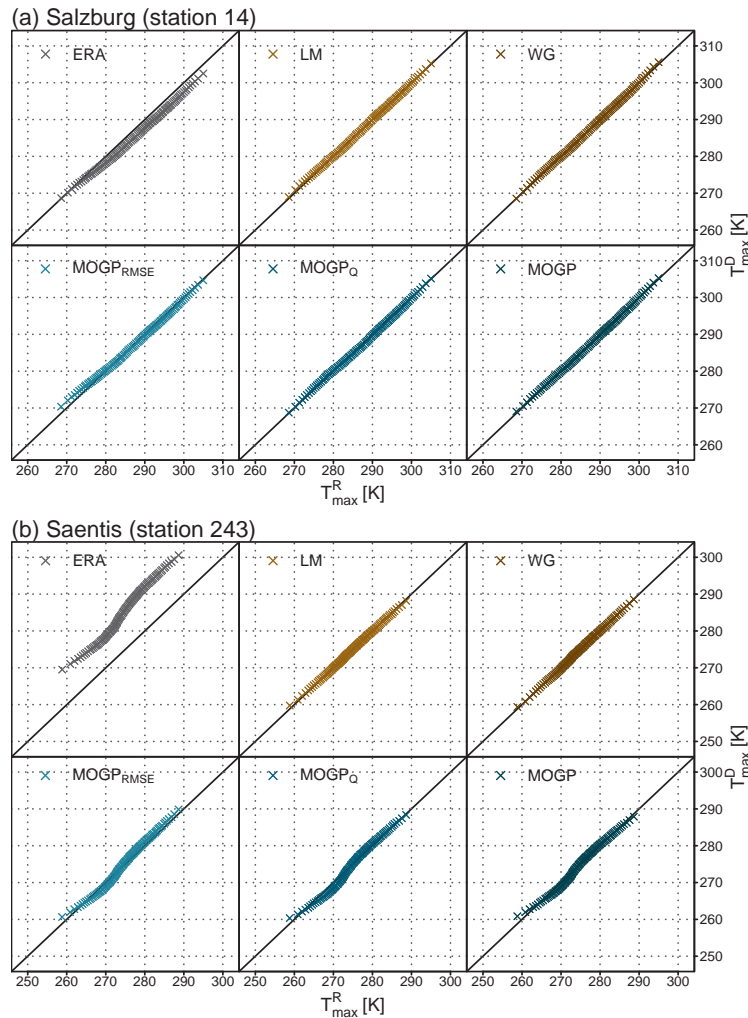 (a) Salzburg (station 14)
× ERA × LM × WG
310
300
290
280
270
260
T^D_max [K]
× MOGP_RMSE × MOGP_Q × MOGP
310
300
290
280
270
260
260 270 280 290 300 310 260 270 280 290 300 310 260 270 280 290 300 310
T^R_max [K]
(b) Saentis (station 243)
× ERA × LM × WG
300
290
280
270
260
250
T^D_max [K]
× MOGP_RMSE × MOGP_Q × MOGP
300
290
280
270
260
250
250 260 270 280 290 300 250 260 270 280 290 300 250 260 270 280 290 300
T^R_max [K]